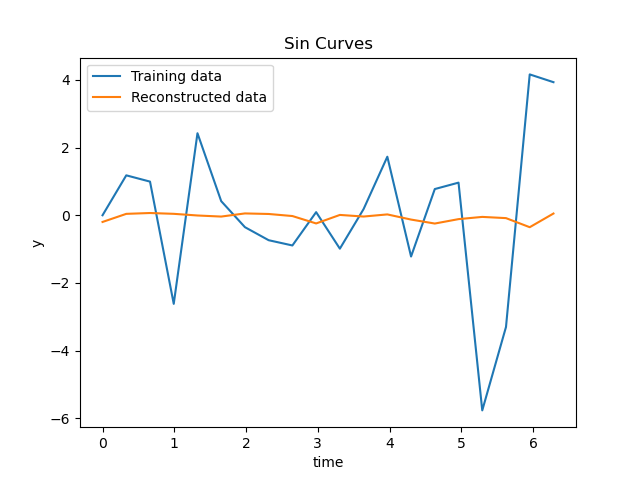 Sin Curves
Training data
Reconstructed data
4
2
0
−2
−4
−6
y
0 1 2 3 4 5 6
time